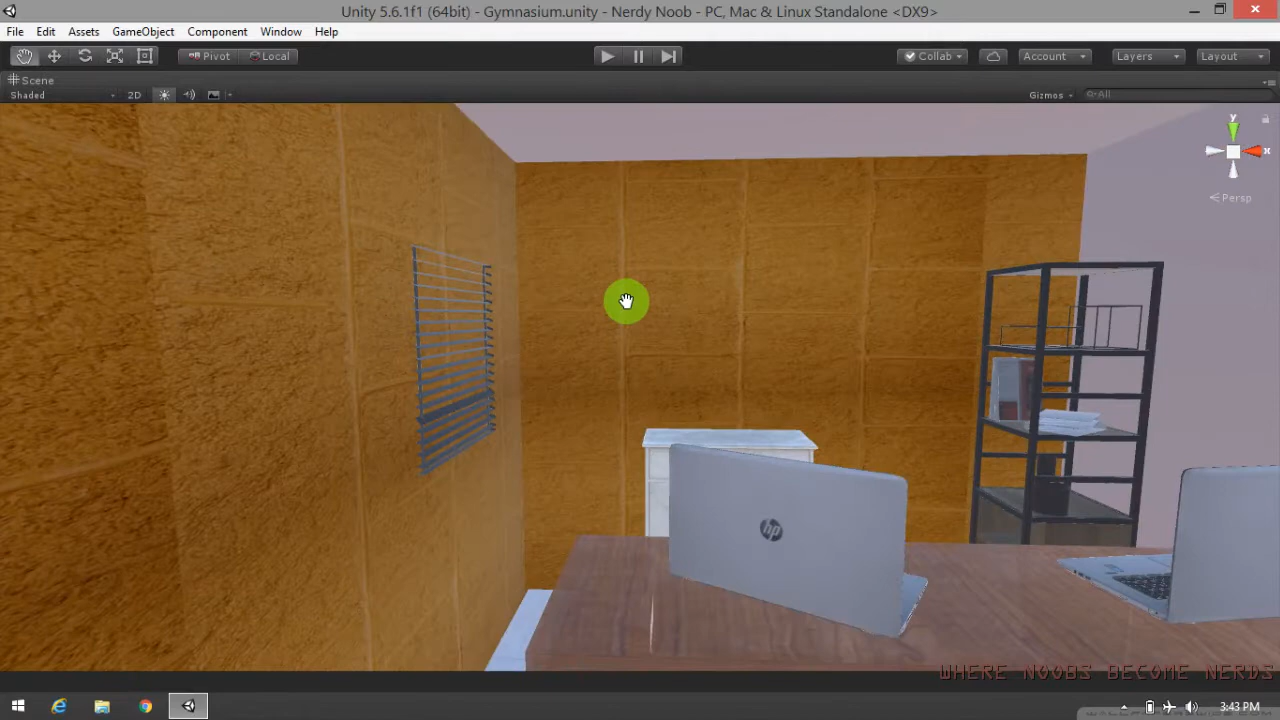 Unity 5.6.1f1 (64bit) - Gymnasium.unity - Nerdy Noob - PC, Mac & Linux Standalone <DX9>
File Edit Assets GameObject Component Window Help
Pivot Local Collab Account Layers Layout
Scene
Shaded 2D Gizmos All
y
x
Persp
hp
WHERE NOOBS BECOME NERDS
3:43 PM